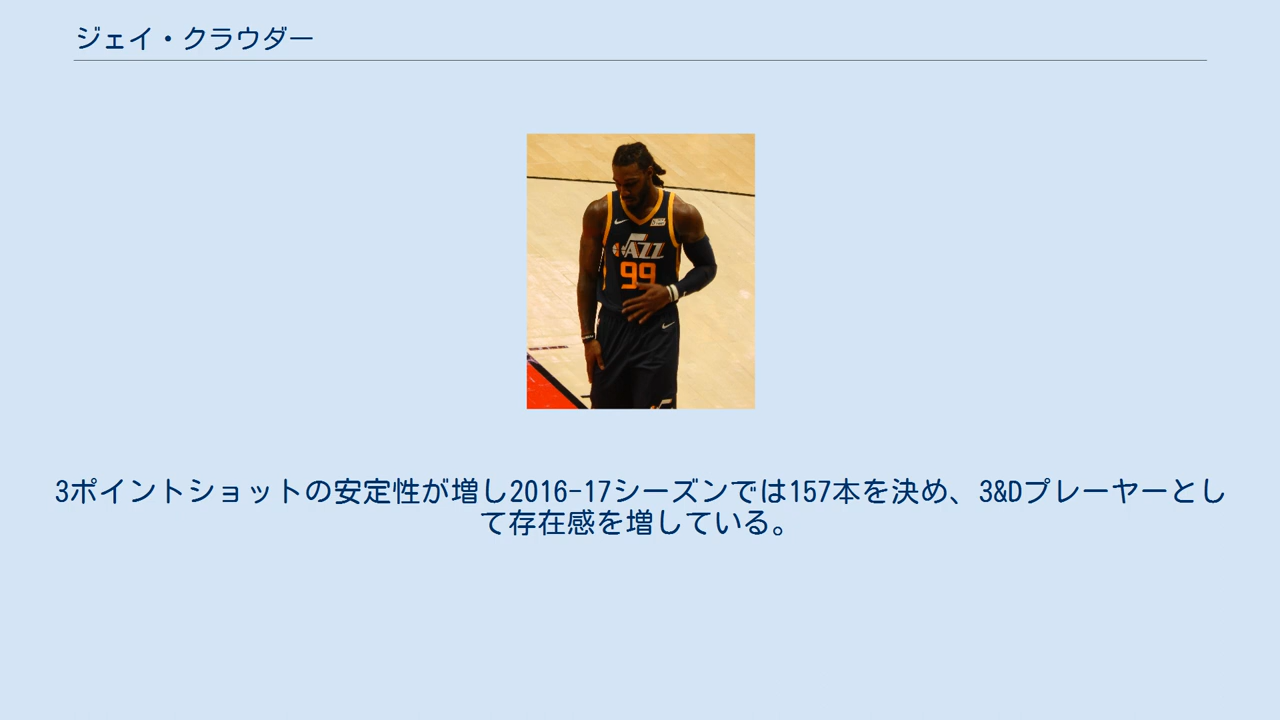 ジェイ・クラウダー
JAZZ
99
3ポイントショットの安定性が増し2016-17シーズンでは157本を決め、3&Dプレーヤーとし
て存在感を増している。